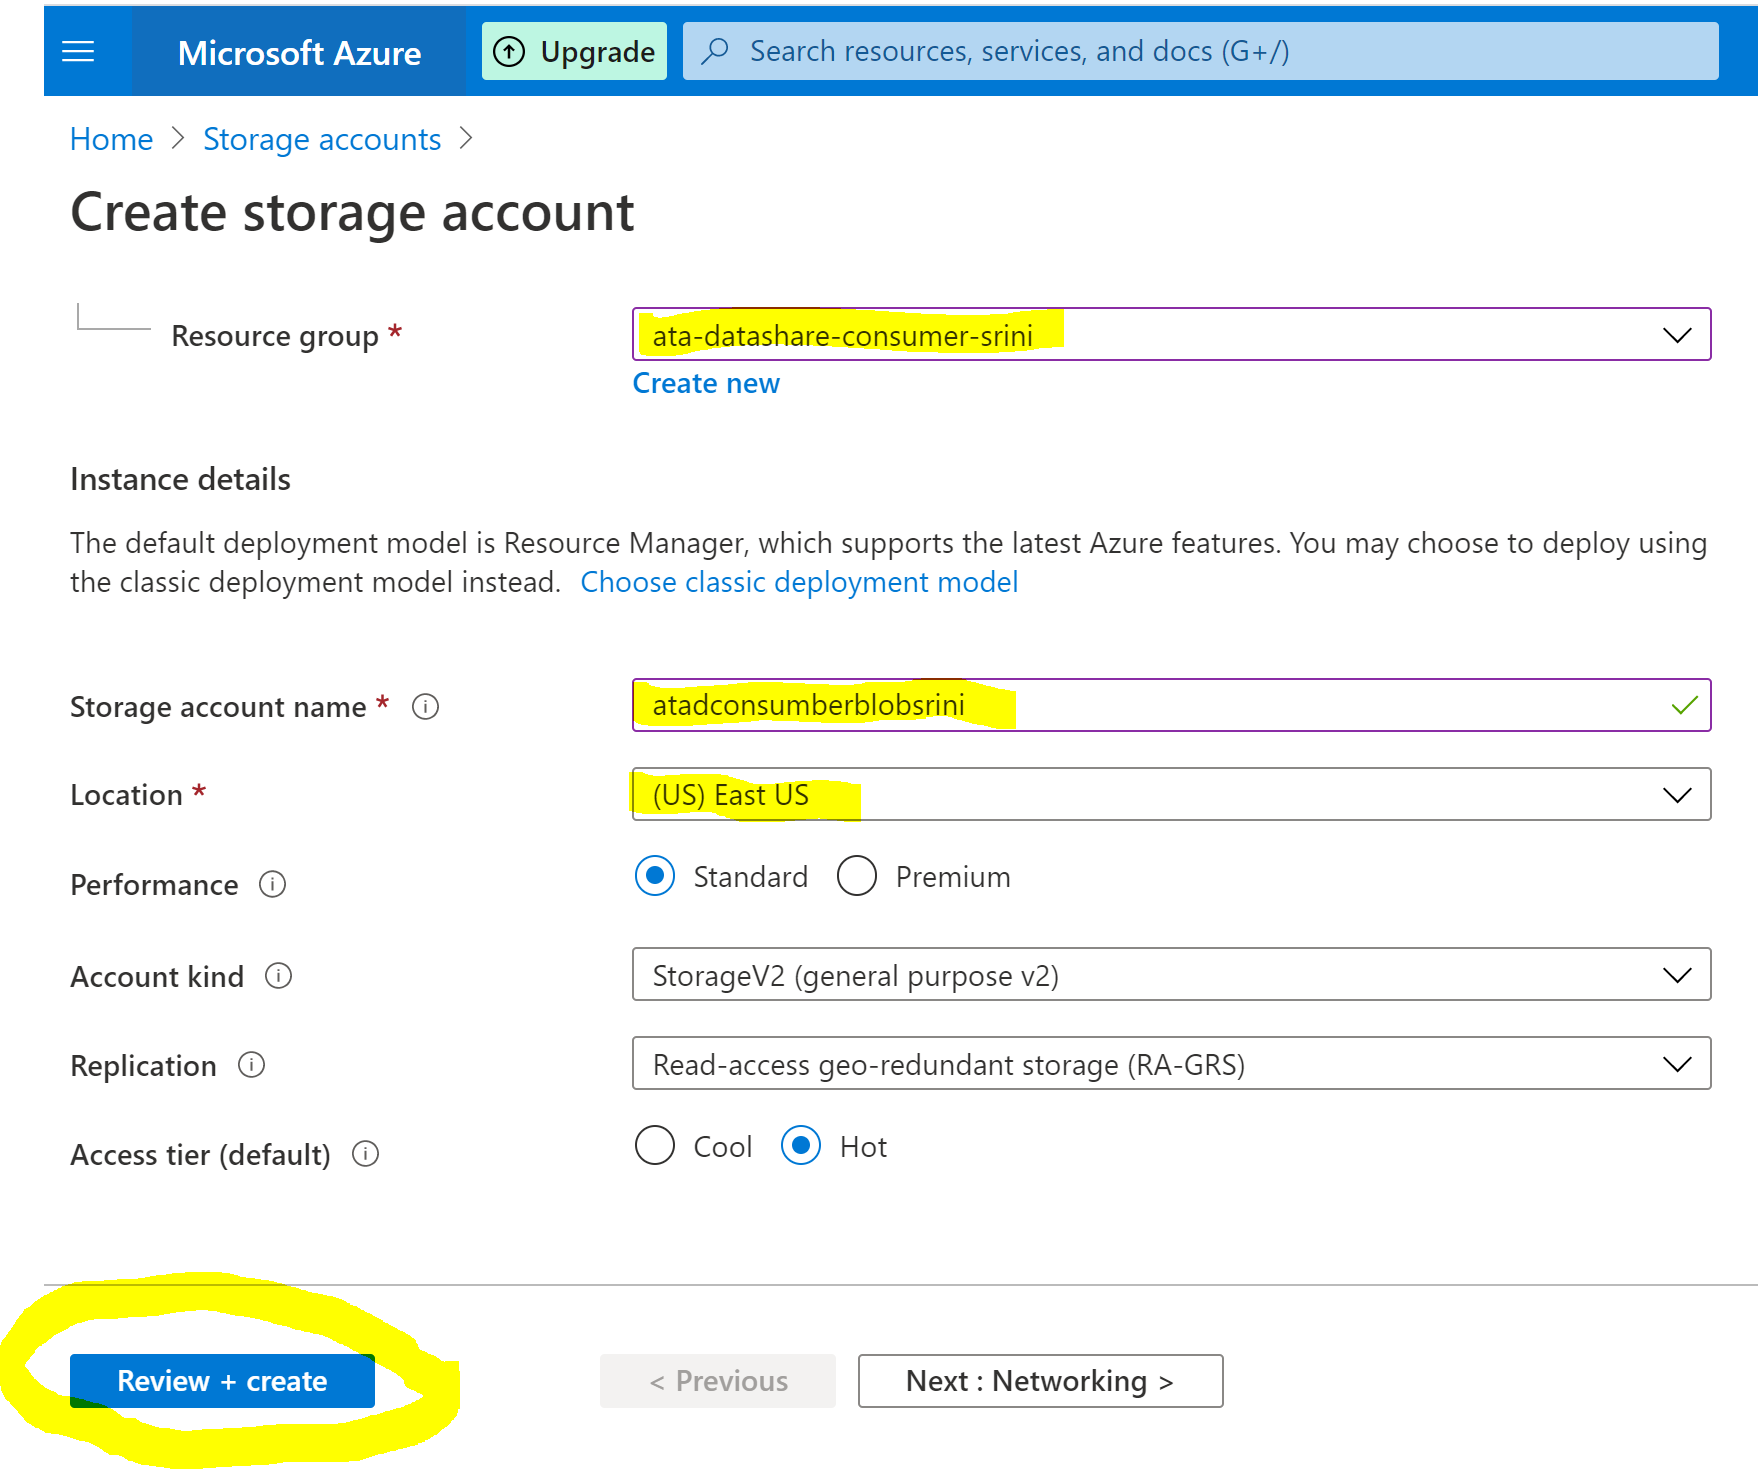 Microsoft Azure Upgrade Search resources, services, and docs (G+/)
Home > Storage accounts >
Create storage account
Resource group * ata-datashare-consumer-srini
Create new
Instance details
The default deployment model is Resource Manager, which supports the latest Azure features. You may choose to deploy using
the classic deployment model instead. Choose classic deployment model
Storage account name * atadconsumberblobsrini
Location * (US) East US
Performance Standard Premium
Account kind StorageV2 (general purpose v2)
Replication Read-access geo-redundant storage (RA-GRS)
Access tier (default) Cool Hot
Review + create < Previous Next : Networking >